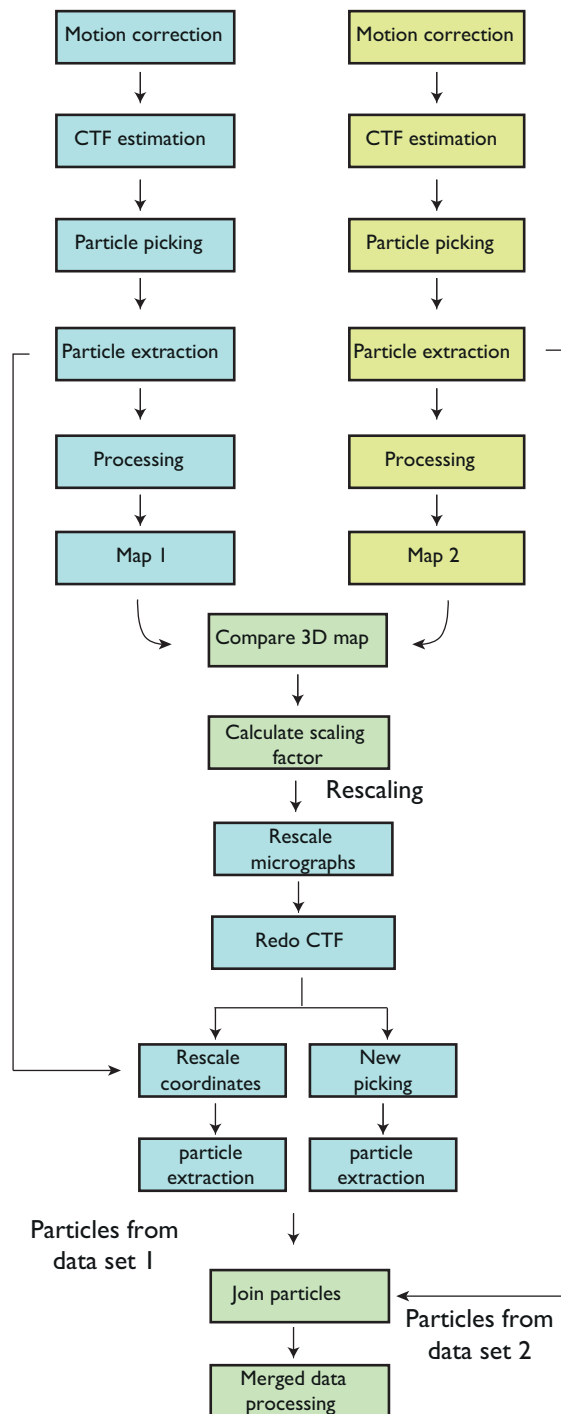 Motion correction
Motion correction
CTF estimation
CTF estimation
Particle picking
Particle picking
Particle extraction
Particle extraction
Processing
Processing
Map 1
Map 2
Compare 3D map
Calculate scaling
factor
Rescaling
Rescale
micrographs
Redo CTF
Rescale
coordinates
New
picking
particle
extraction
particle
extraction
Particles from
data set 1
Join particles
Particles from
data set 2
Merged data
processing